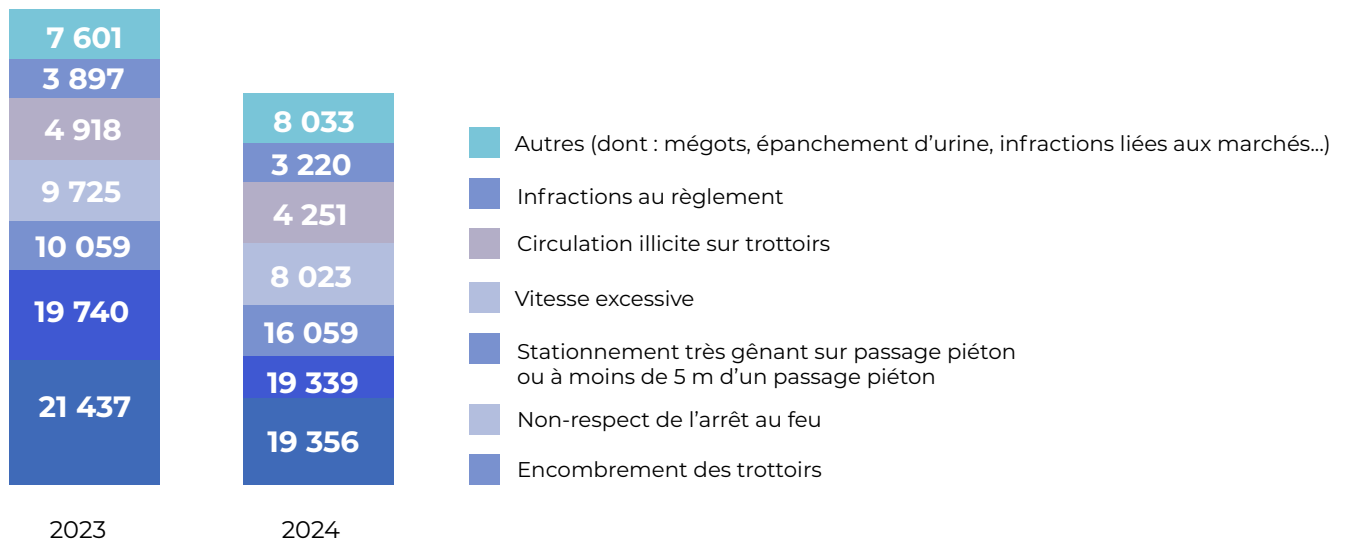 7 601
3 897
4 918
9 725
10 059
19 740
21 437
2023
8 033
3 220
4 251
8 023
16 059
19 339
19 356
2024
Autres (dont : mégots, épanchement d’urine, infractions liées aux marchés...)
Infractions au règlement
Circulation illicite sur trottoirs
Vitesse excessive
Stationnement très gênant sur passage piéton
ou à moins de 5 m d’un passage piéton
Non-respect de l’arrêt au feu
Encombrement des trottoirs